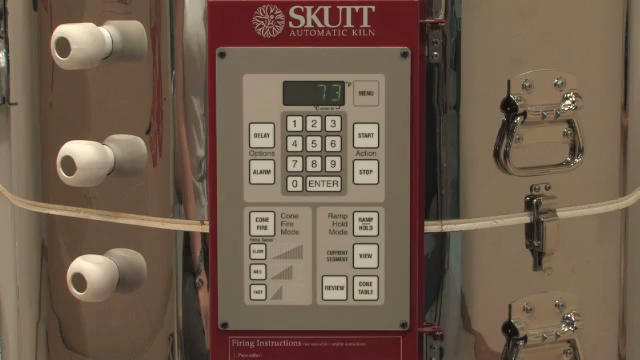 SKUTT
AUTOMATIC KILN
73
°F
MENU
1 2 3
DELAY
START
4 5 6
Options
Action
7 8 9
ALARM
STOP
0 ENTER
CONE FIRE
Cone Fire Mode
Ramp Hold Mode
RAMP HOLD
SLOW
MED
FAST
CURRENT SEGMENT
VIEW
REVIEW
CONE TABLE
Firing Instructions